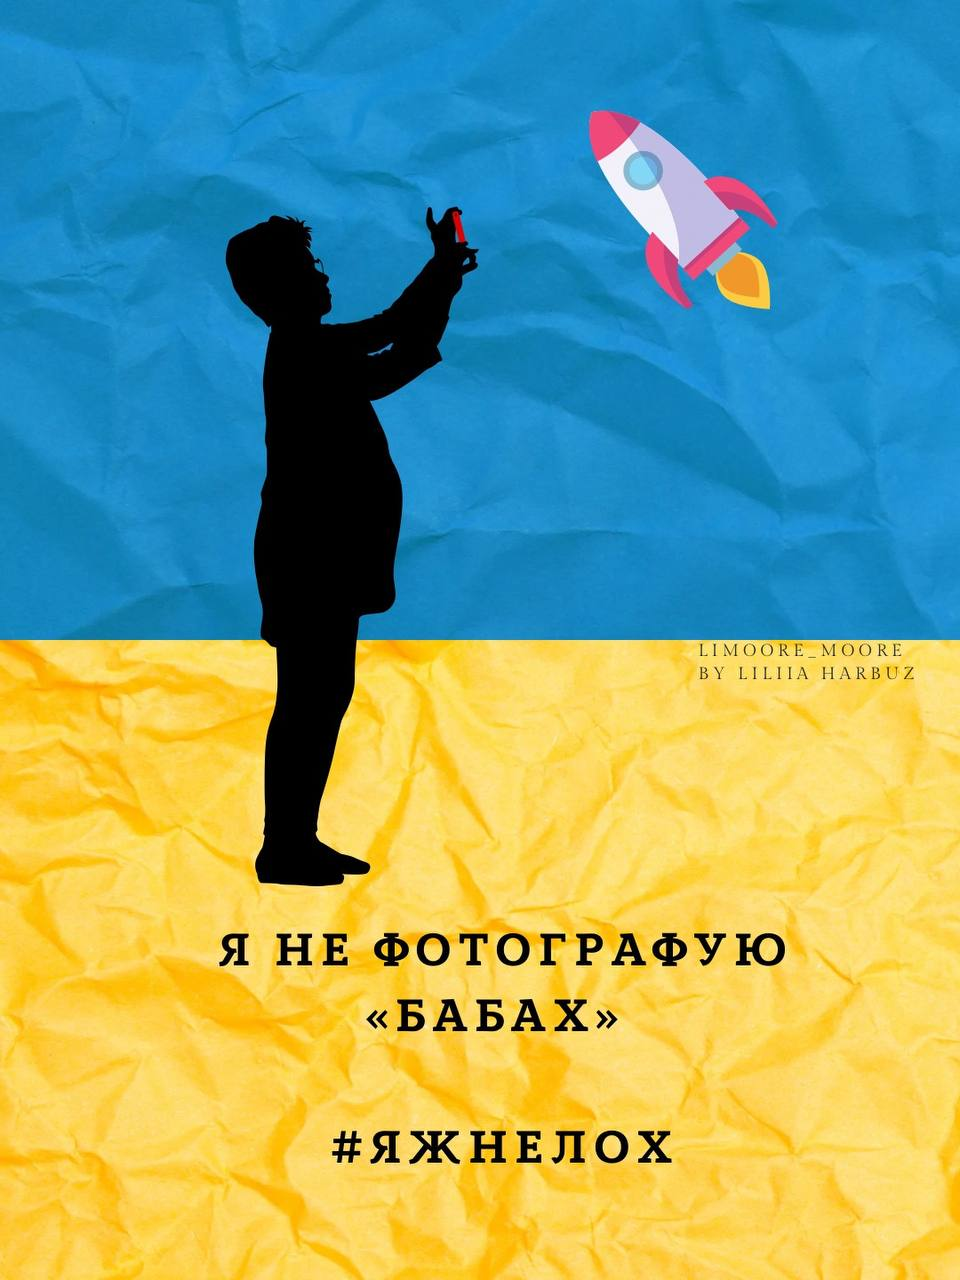 LIMOORE_MOORE
BY LILIIA HARBUZ
Я НЕ ФОТОГРАФУЮ
«БАБАХ»
#ЯЖНЕЛОХ